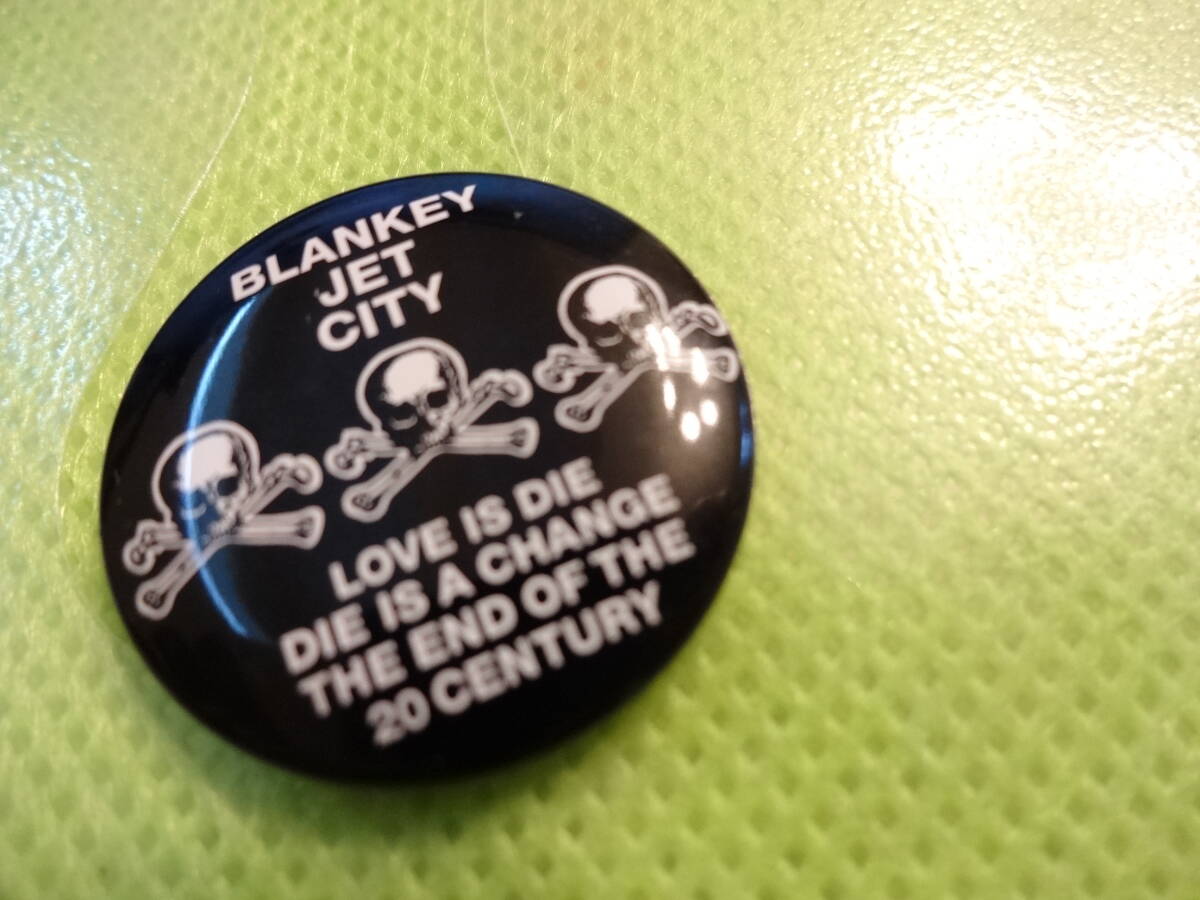 BLANKEY
JET
CITY
LOVE IS DIE
DIE IS A CHANGE
THE END OF THE
20 CENTURY